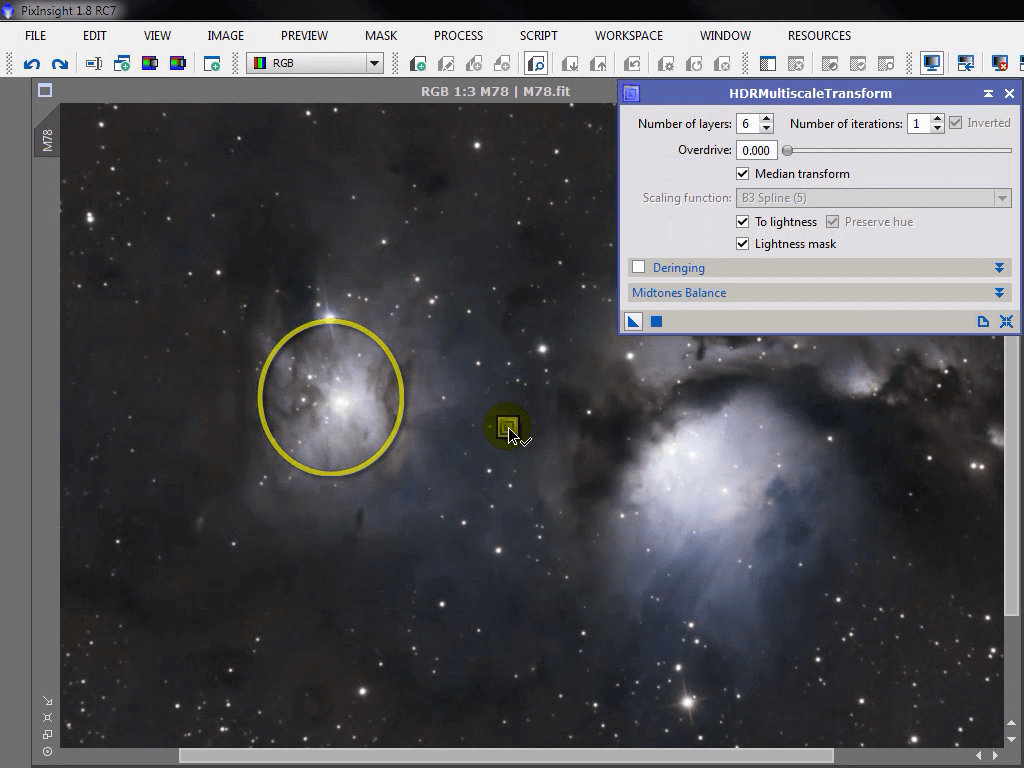 PixInsight 1.8 RC7
FILE EDIT VIEW IMAGE PREVIEW MASK PROCESS SCRIPT WORKSPACE WINDOW RESOURCES
RGB
RGB 1:3 M78 | M78.fit
M78
HDRMultiscaleTransform
Number of layers: 6 Number of iterations: 1 Inverted
Overdrive: 0.000
Median transform
Scaling function: B3 Spline (5)
To lightness Preserve hue
Lightness mask
Deringing
Midtones Balance